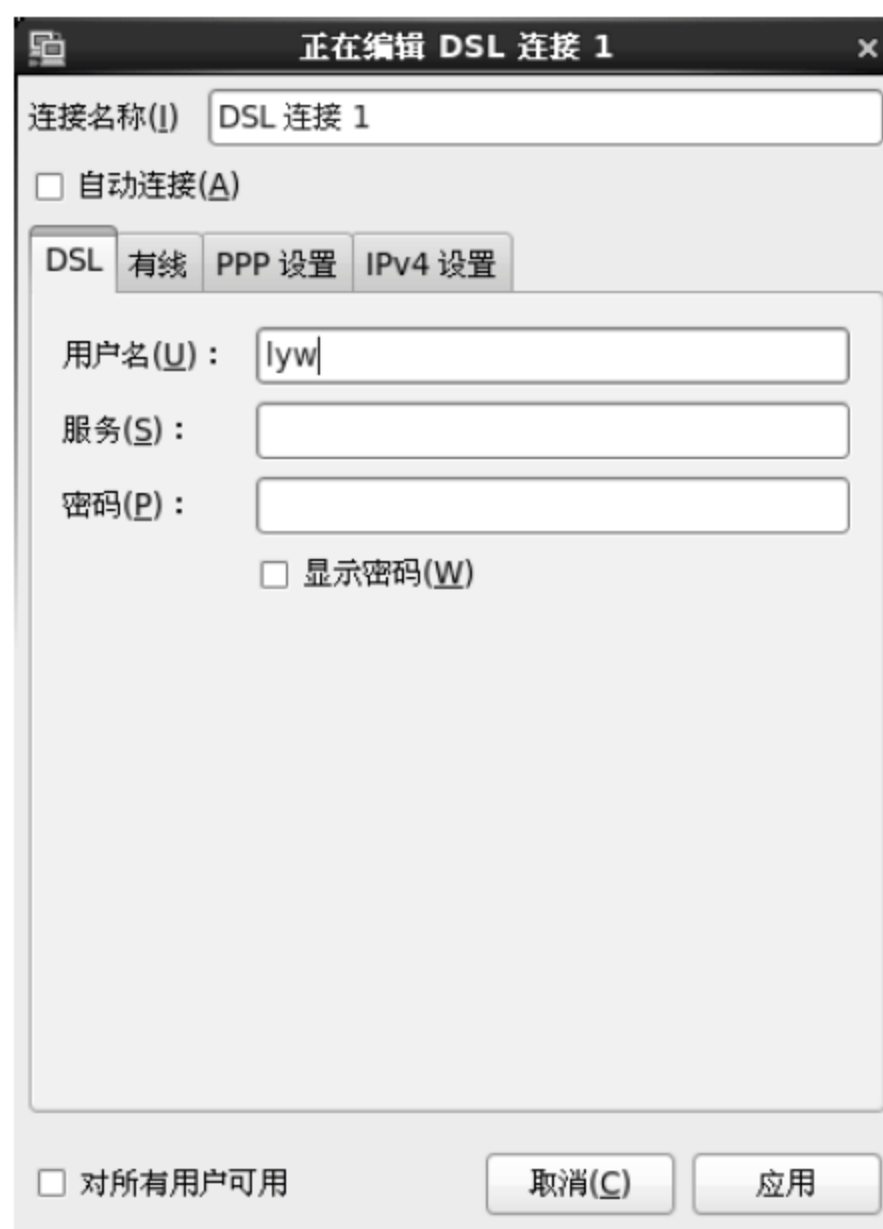 正在编辑 DSL 连接 1
连接名称(I) DSL 连接 1
自动连接(A)
DSL 有线 PPP 设置 IPv4 设置
用户名(U)： lyw
服务(S)：
密码(P)：
显示密码(W)
对所有用户可用 取消(C) 应用